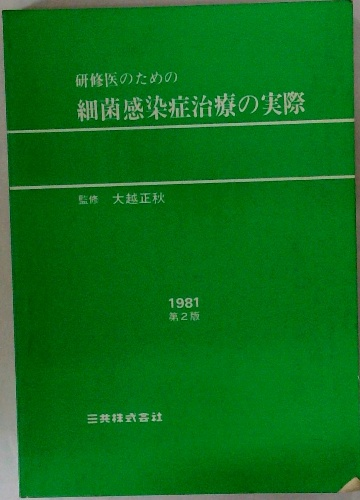 研修医のための
細菌感染症治療の実際
監修 大越正秋
1981
第2版
三共株式会社